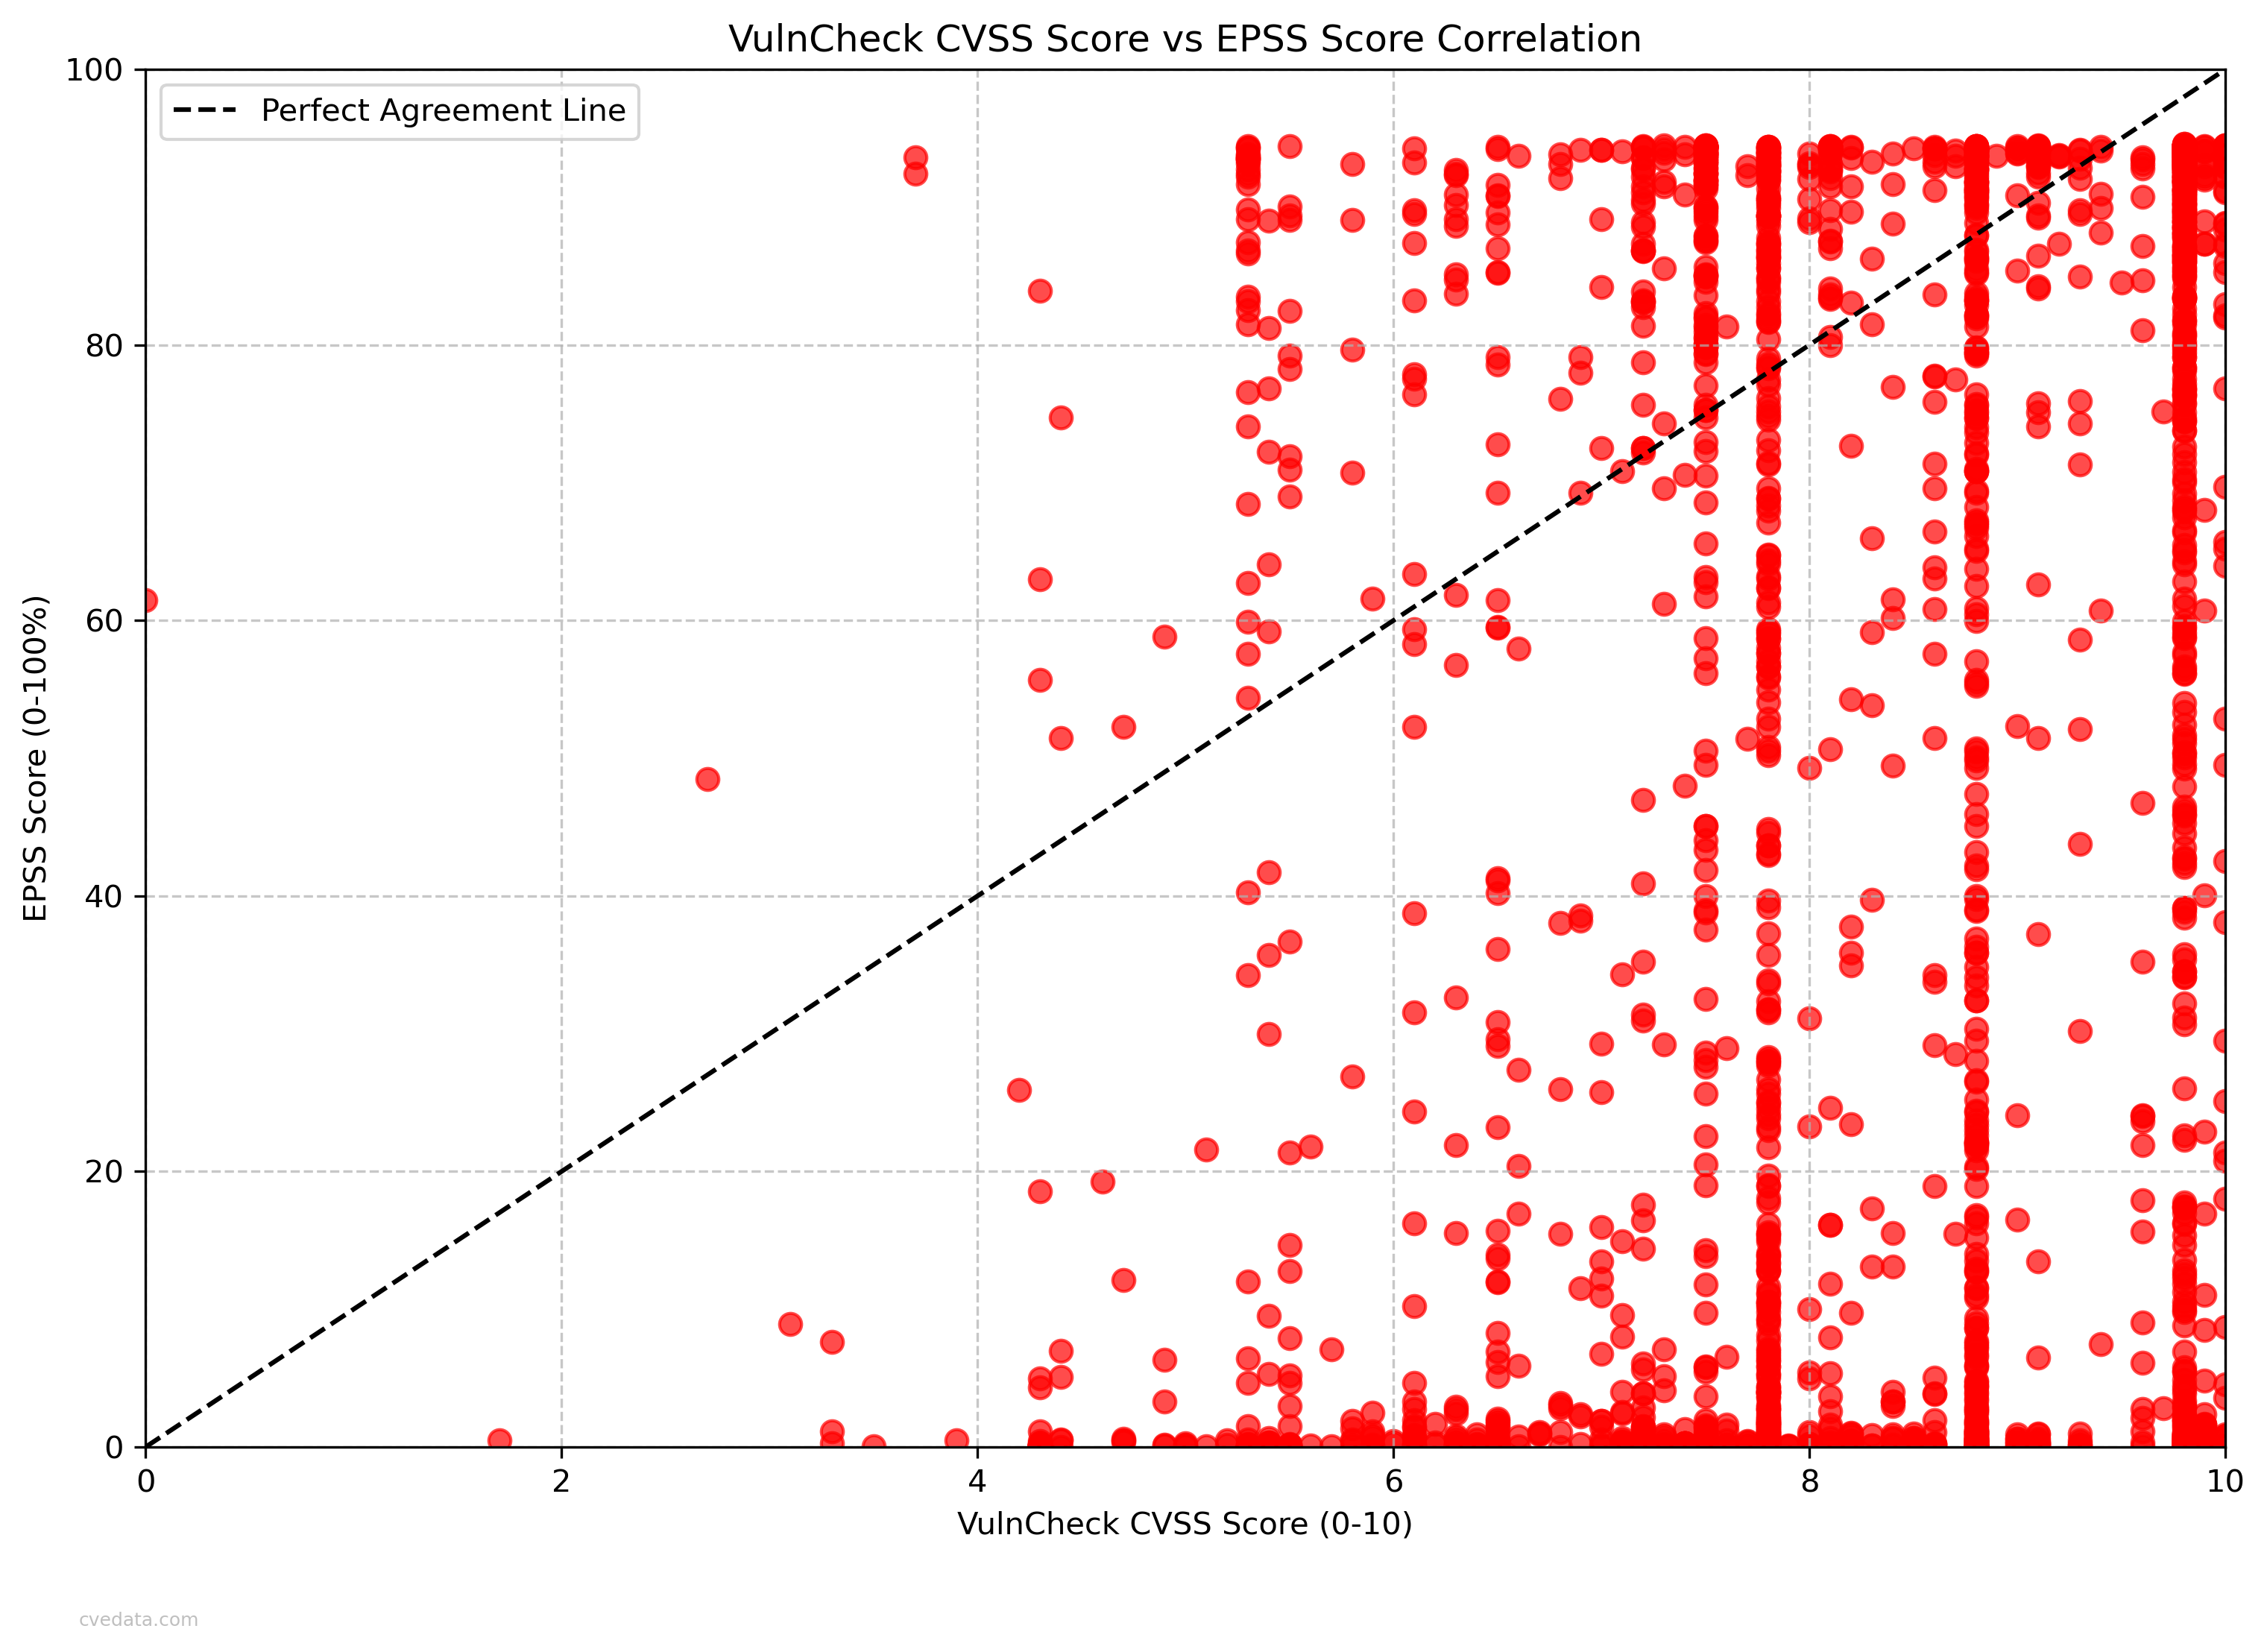 VulnCheck CVSS Score vs EPSS Score Correlation
Perfect Agreement Line
EPSS Score (0-100%)
100
80
60
40
20
0
0 2 4 6 8 10
VulnCheck CVSS Score (0-10)
cvedata.com